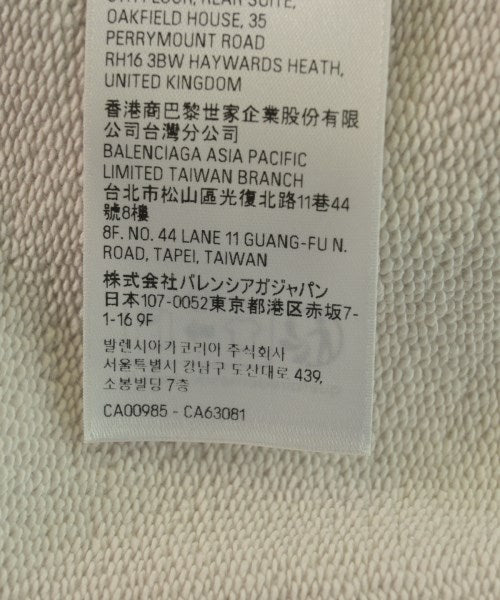 OAKFIELD HOUSE, 35
PERRYMOUNT ROAD
RH16 3BW HAYWARDS HEATH,
UNITED KINGDOM
香港商巴黎世家企業股份有限
公司台灣分公司
BALENCIAGA ASIA PACIFIC
LIMITED TAIWAN BRANCH
台北市松山區光復北路11巷44
號8樓
8F. NO. 44 LANE 11 GUANG-FU N.
ROAD, TAPEI, TAIWAN
株式会社バレンシアガジャパン
日本107-0052東京都港区赤坂7-
1-16 9F
발렌시아가코리아 주식회사
서울특별시 강남구 도산대로 439,
소봉빌딩 7층
CA00985 - CA63081